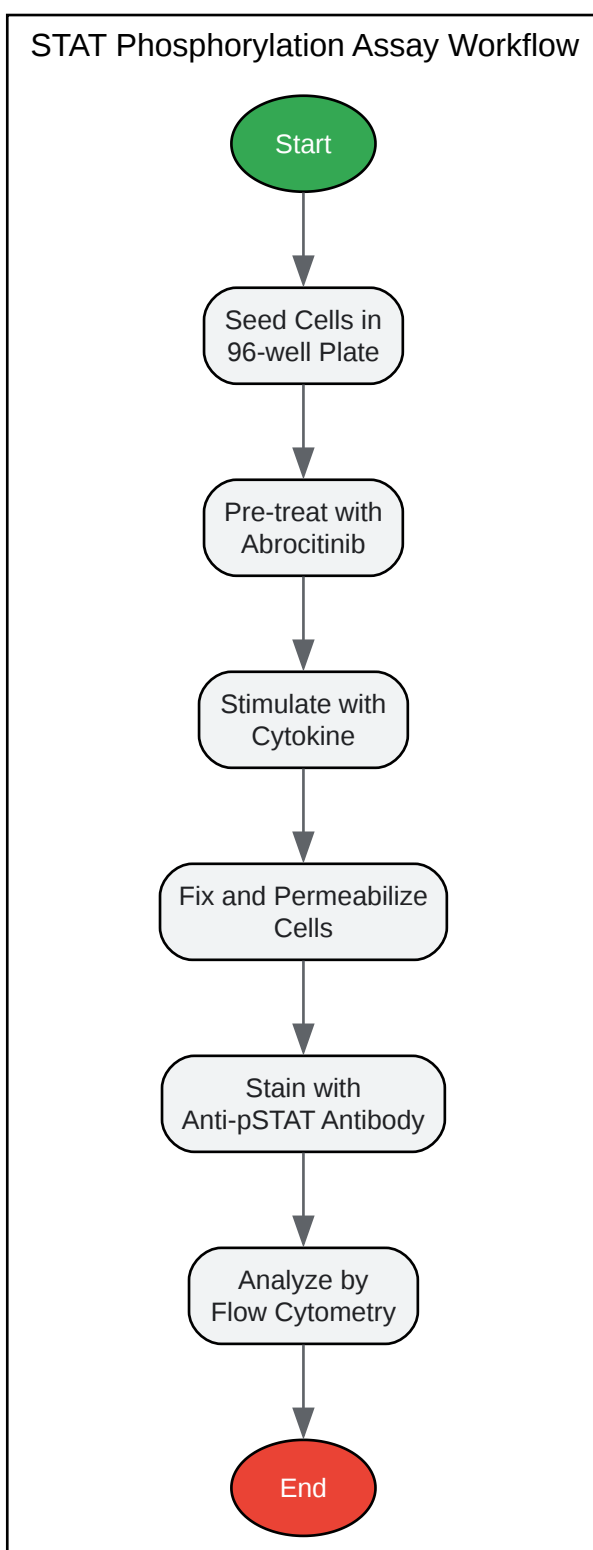 STAT Phosphorylation Assay Workflow
Start
Seed Cells in
96-well Plate
Pre-treat with
Abrocitinib
Stimulate with
Cytokine
Fix and Permeabilize
Cells
Stain with
Anti-pSTAT Antibody
Analyze by
Flow Cytometry
End